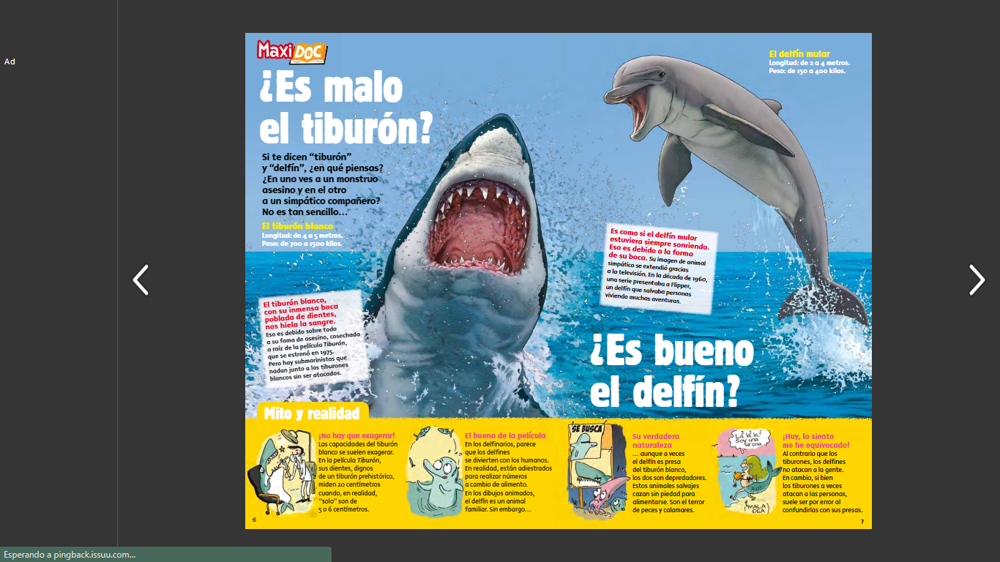 Ad
Maxi DOC
¿Es malo
el tiburón?
Si te dicen “tiburón”
y “delfín”, ¿en qué piensas?
¿En uno ves a un monstruo
asesino y en el otro
a un simpático compañero?
No es tan sencillo…
El tiburón blanco
Longitud: de 4 a 5 metros.
Peso: de 700 a 1500 kilos.
El tiburón blanco,
con su inmensa boca
poblada de dientes,
nos hiela la sangre.
Eso es debido sobre todo
a su fama de asesino, cosechada
a raíz de la película Tiburón,
que se estrenó en 1975.
Pero hay submarinistas que
nadan junto a los tiburones
blancos sin ser atacados.
El delfín mular
Longitud: de 2 a 4 metros.
Peso: de 150 a 400 kilos.
Es como si el delfín mular
estuviera siempre sonriendo.
Eso es debido a la forma
de su boca. Su imagen de animal
simpático se extendió gracias
a la televisión. En la década de 1960,
una serie presentaba a Flipper,
un delfín que salvaba personas
viviendo muchas aventuras.
¿Es bueno
el delfín?
Mito y realidad
¡No hay que exagerar!
Las capacidades del tiburón
blanco se suelen exagerar.
En la película Tiburón,
sus dientes, dignos
de un tiburón prehistórico,
miden 20 centímetros
cuando, en realidad,
“solo” son de
5 o 6 centímetros.
El bueno de la película
En los delfinarios, parece
que los delfines
se divierten con los humanos.
En realidad, están adiestrados
para realizar números
a cambio de alimento.
En los dibujos animados,
el delfín es un animal
familiar. Sin embargo…
SE BUSCA
Su verdadera
naturaleza
… aunque a veces
el delfín es presa
del tiburón blanco,
los dos son depredadores.
Estos animales salvajes
cazan sin piedad para
alimentarse. Son el terror
de peces y calamares.
La la la!
Soy una
sirena
¡MALA
IDEA!
¡Huy, lo siento
me he equivocado!
Al contrario que los
tiburones, los delfines
no atacan a la gente.
En cambio, si bien
los tiburones a veces
atacan a las personas,
suele ser por error al
confundirlas con sus presas.
6
7
Esperando a pingback.issuu.com...